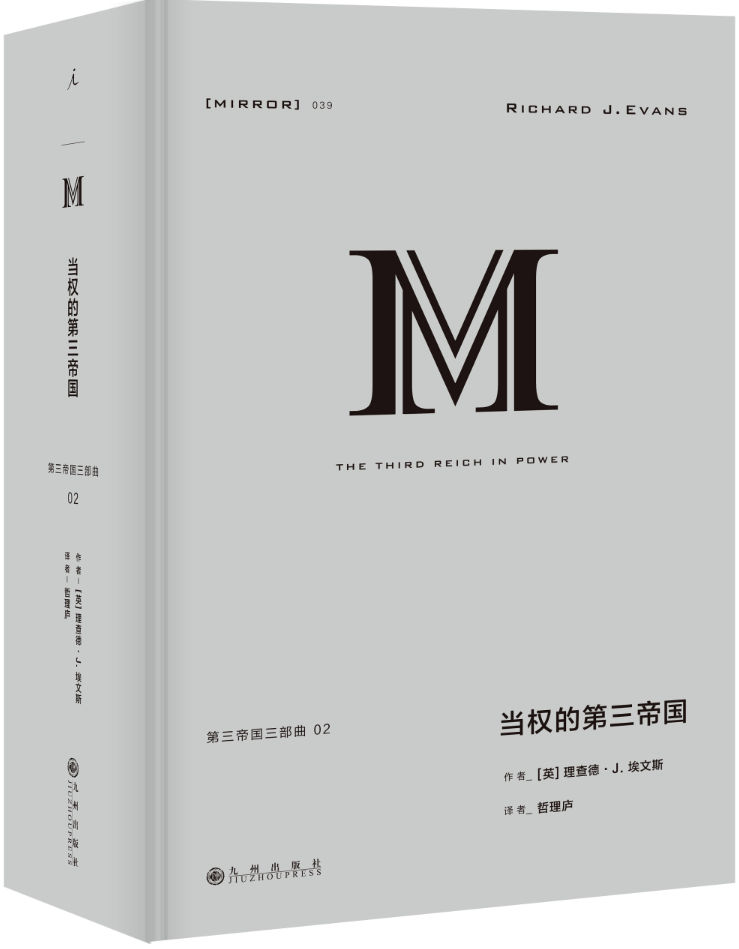 i
M
当权的第三帝国
第三帝国三部曲
02
作者－[英]理查德·J.埃文斯
译者－哲理庐
九州出版社
JIUZHOUPRESS
[MIRROR] 039
RICHARD J. EVANS
M
THE THIRD REICH IN POWER
第三帝国三部曲 02
当权的第三帝国
作者_ [英] 理查德·J. 埃文斯
译者_ 哲理庐
九州出版社
JIUZHOUPRESS